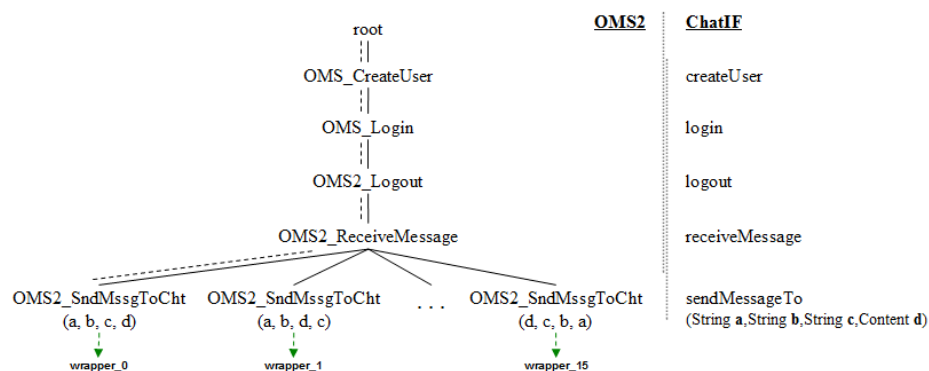 OMS2 ChatIF
root
OMS_CreateUser createUser
OMS_Login login
OMS2_Logout logout
OMS2_ReceiveMessage receiveMessage
OMS2_SndMssgToCht OMS2_SndMssgToCht . . . OMS2_SndMssgToCht sendMessageTo
(a, b, c, d) (a, b, d, c) (d, c, b, a) (String a,String b,String c,Content d)
wrapper_0 wrapper_1 wrapper_15